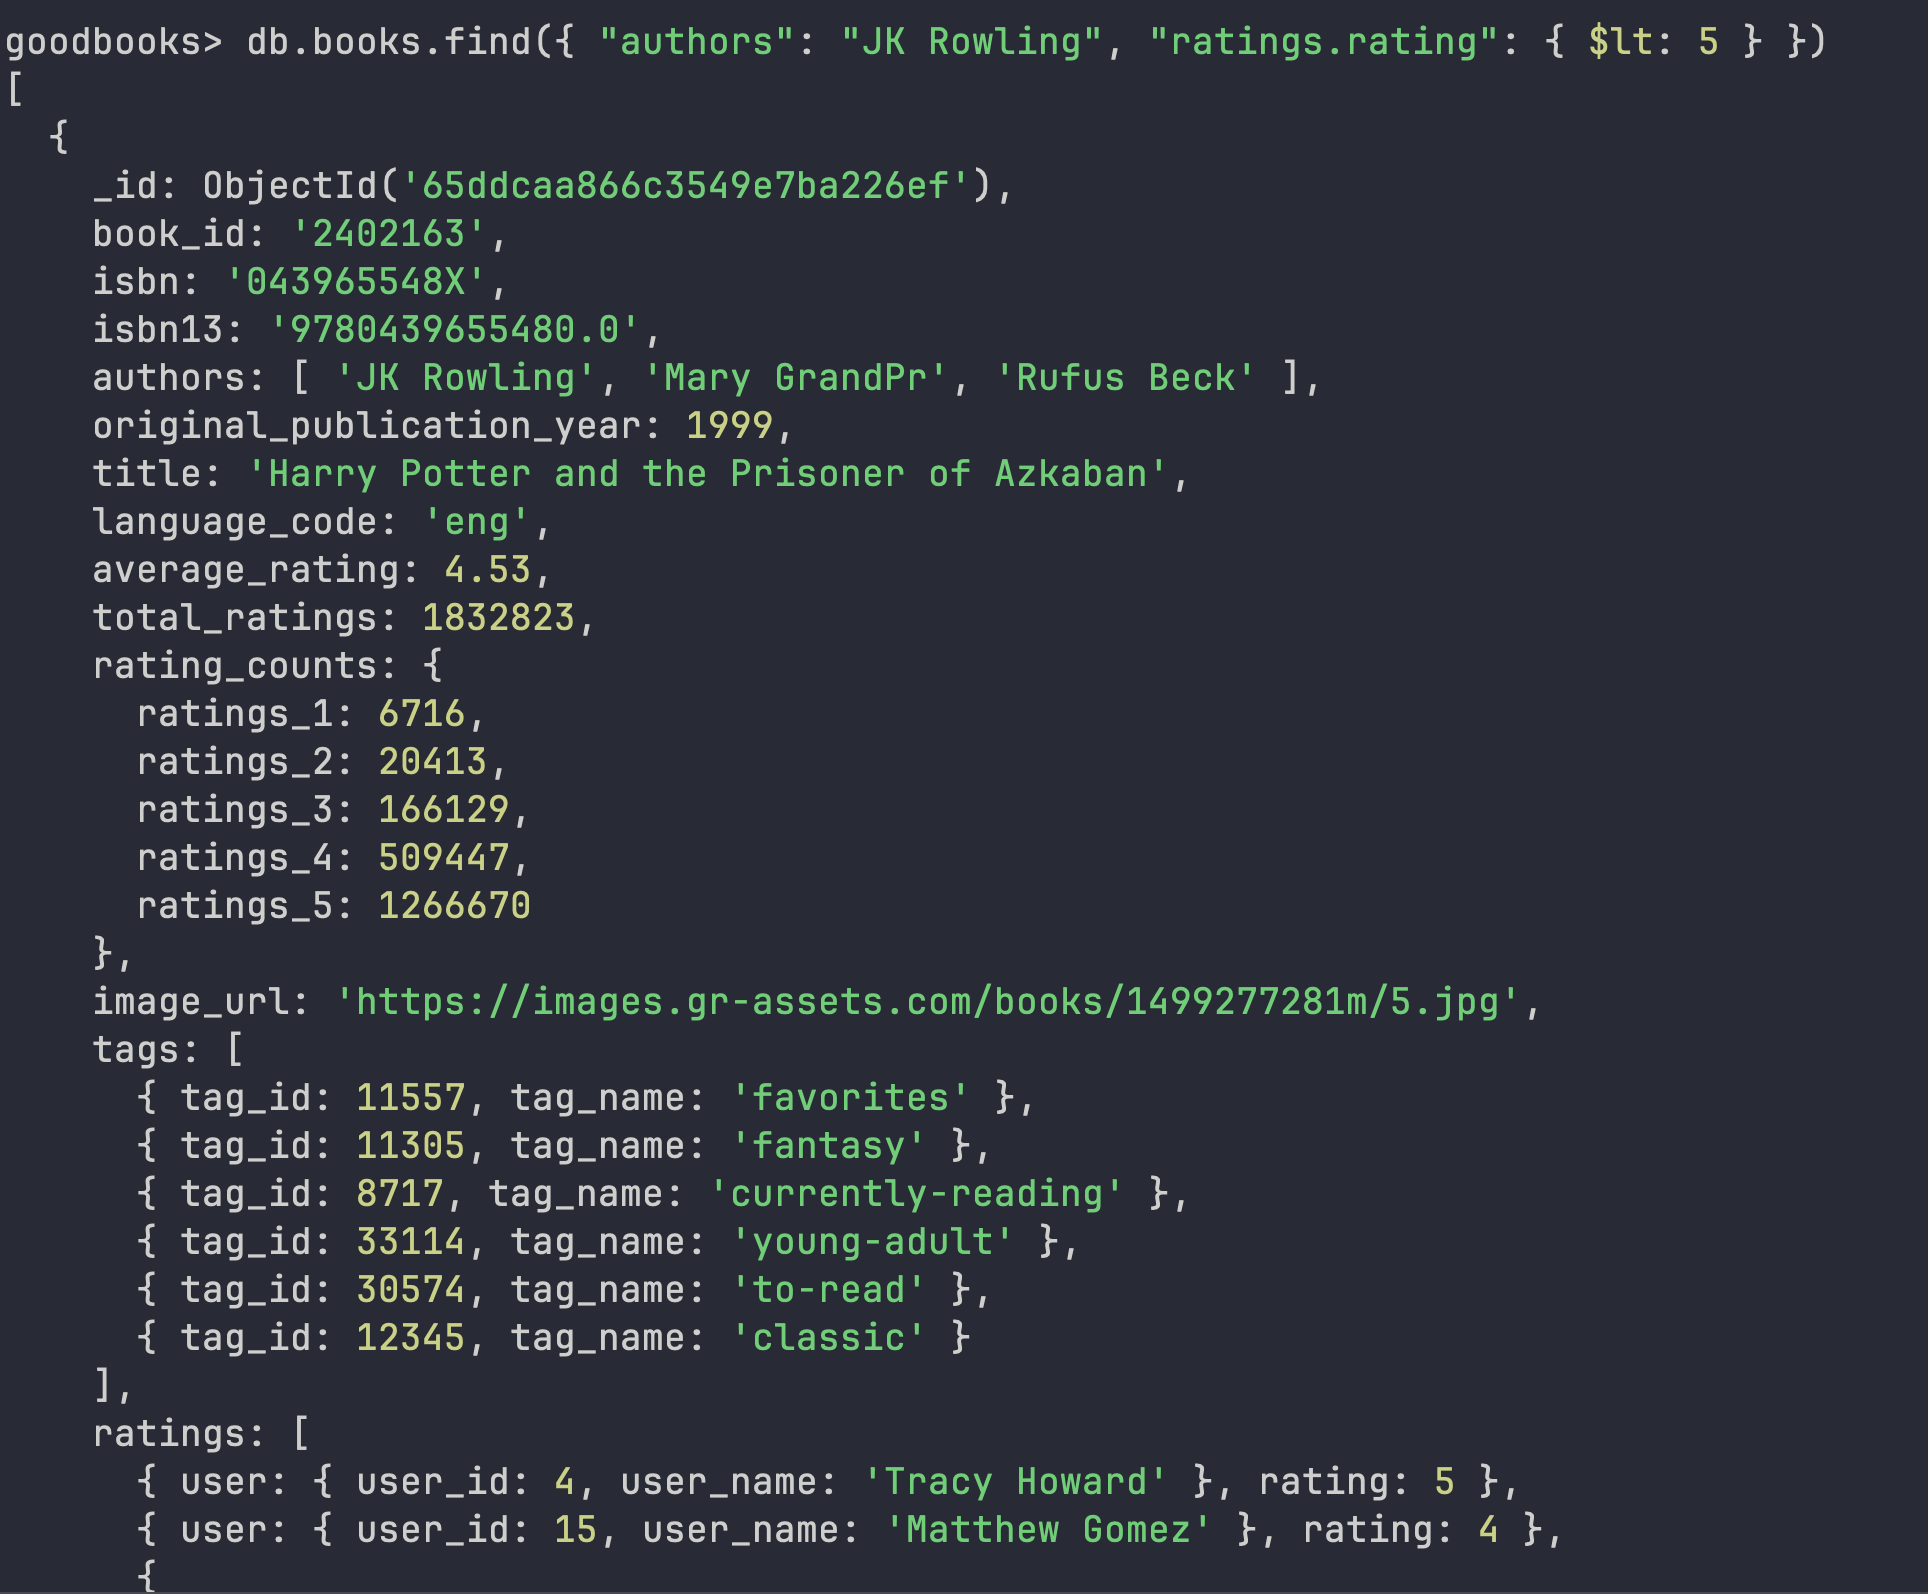 goodbooks> db.books.find({ "authors": "JK Rowling", "ratings.rating": { $lt: 5 } })
[
  {
    _id: ObjectId('65ddcaa866c3549e7ba226ef'),
    book_id: '2402163',
    isbn: '043965548X',
    isbn13: '9780439655480.0',
    authors: [ 'JK Rowling', 'Mary GrandPr', 'Rufus Beck' ],
    original_publication_year: 1999,
    title: 'Harry Potter and the Prisoner of Azkaban',
    language_code: 'eng',
    average_rating: 4.53,
    total_ratings: 1832823,
    rating_counts: {
      ratings_1: 6716,
      ratings_2: 20413,
      ratings_3: 166129,
      ratings_4: 509447,
      ratings_5: 1266670
    },
    image_url: 'https://images.gr-assets.com/books/1499277281m/5.jpg',
    tags: [
      { tag_id: 11557, tag_name: 'favorites' },
      { tag_id: 11305, tag_name: 'fantasy' },
      { tag_id: 8717, tag_name: 'currently-reading' },
      { tag_id: 33114, tag_name: 'young-adult' },
      { tag_id: 30574, tag_name: 'to-read' },
      { tag_id: 12345, tag_name: 'classic' }
    ],
    ratings: [
      { user: { user_id: 4, user_name: 'Tracy Howard' }, rating: 5 },
      { user: { user_id: 15, user_name: 'Matthew Gomez' }, rating: 4 },
      {